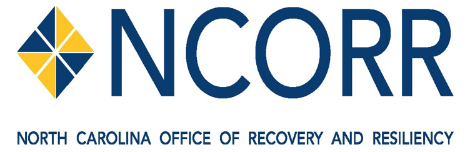 NCORR
NORTH CAROLINA OFFICE OF RECOVERY AND RESILIENCY